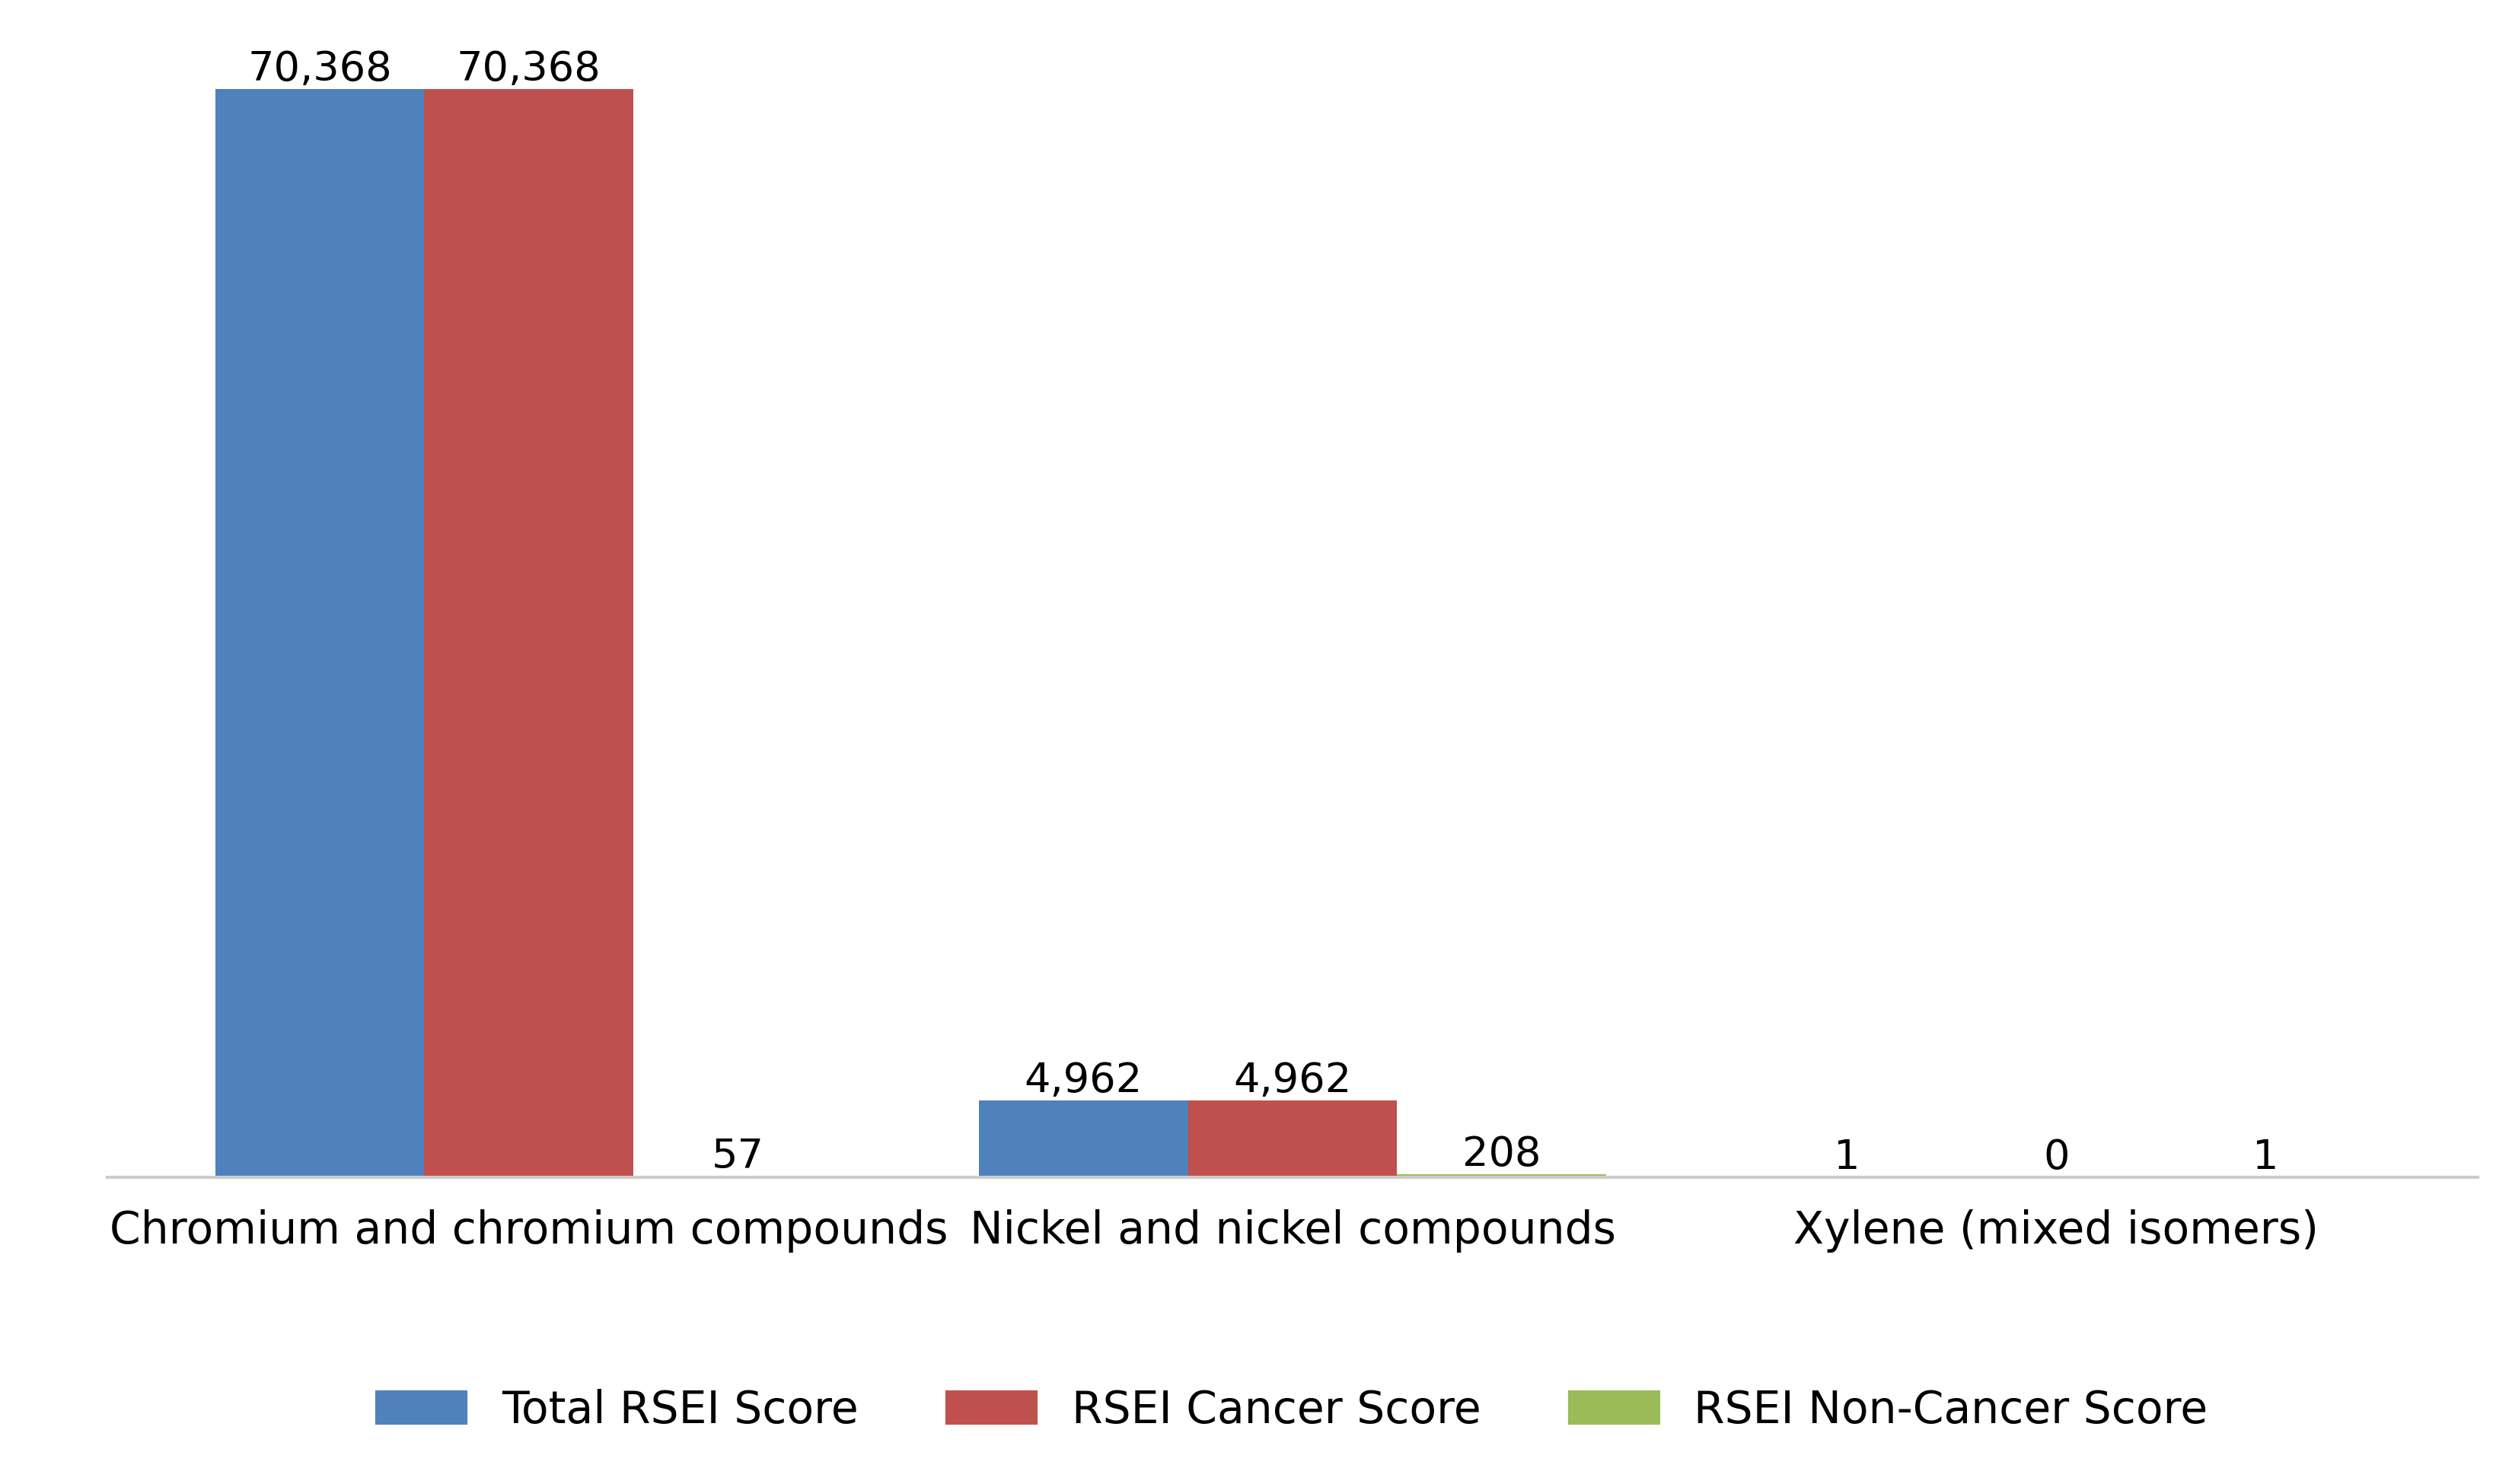 70,368 70,368
4,962 4,962
57 208 1 0 1
Chromium and chromium compounds Nickel and nickel compounds Xylene (mixed isomers)
Total RSEI Score RSEI Cancer Score RSEI Non-Cancer Score